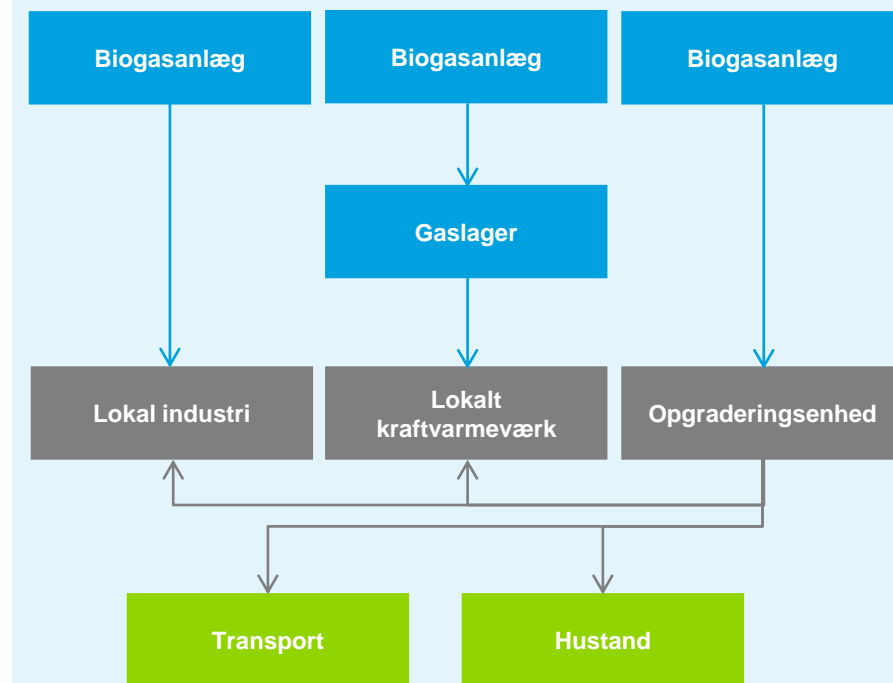 Biogasanlæg
Biogasanlæg
Biogasanlæg
Gaslager
Lokal industri
Lokalt
kraftvarmeværk
Opgraderingsenhed
Transport
Hustand